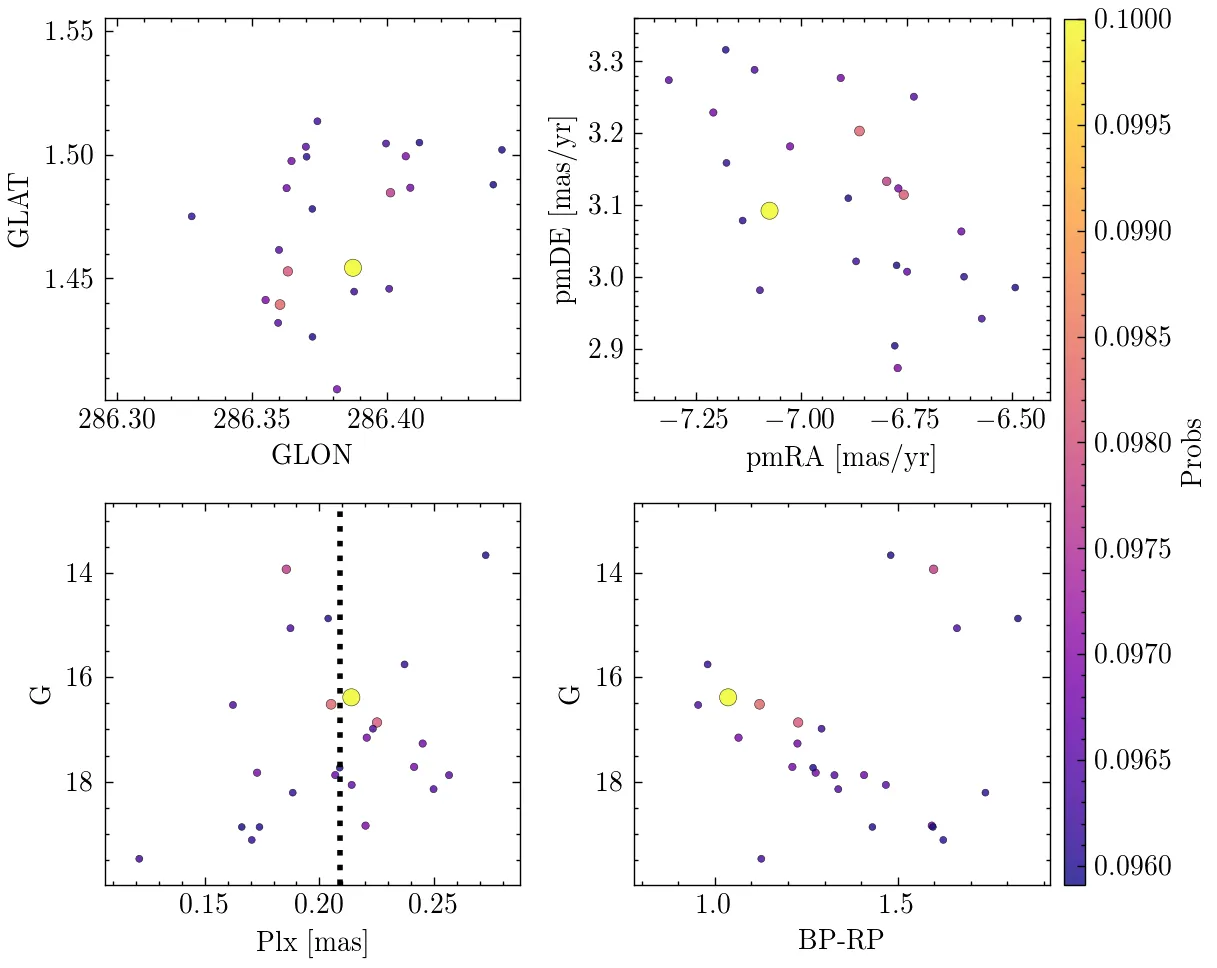 1.55
1.50
1.45
GLAT
286.30 286.35 286.40
GLON
3.3
3.2
3.1
3.0
2.9
pmDE [mas/yr]
−7.25 −7.00 −6.75 −6.50
pmRA [mas/yr]
14
16
18
G
0.15 0.20 0.25
Plx [mas]
14
16
18
G
1.0 1.5
BP-RP
0.1000
0.0995
0.0990
0.0985
0.0980
0.0975
0.0970
0.0965
0.0960
Probs